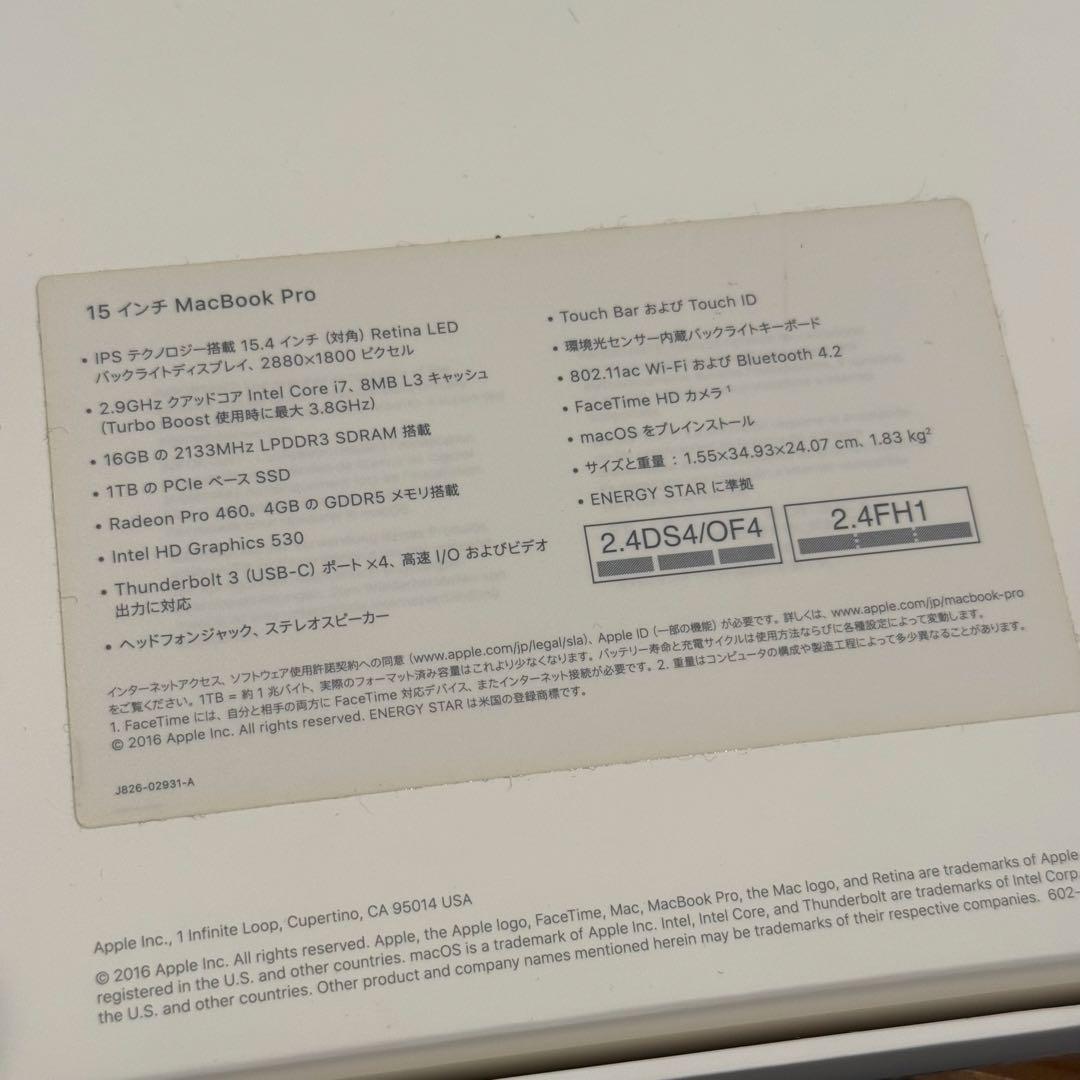 15 インチ MacBook Pro
• IPS テクノロジー搭載 15.4 インチ（対角）Retina LED
バックライトディスプレイ、2880×1800 ピクセル
• 2.9GHz クアッドコア Intel Core i7、8MB L3 キャッシュ
（Turbo Boost 使用時に最大 3.8GHz）
• 16GB の 2133MHz LPDDR3 SDRAM 搭載
• 1TB の PCIe ベース SSD
• Radeon Pro 460。4GB の GDDR5 メモリ搭載
• Intel HD Graphics 530
• Thunderbolt 3（USB-C）ポート ×4、高速 I/O およびビデオ
出力に対応
• ヘッドフォンジャック、ステレオスピーカー
• Touch Bar および Touch ID
• 環境光センサー内蔵バックライトキーボード
• 802.11ac Wi-Fi および Bluetooth 4.2
• FaceTime HD カメラ¹
• macOS をプレインストール
• サイズと重量：1.55×34.93×24.07 cm、1.83 kg²
• ENERGY STAR に準拠
2.4DS4/OF4
2.4FH1
インターネットアクセス、ソフトウェア使用許諾契約への同意（www.apple.com/jp/legal/sla）、Apple ID（一部の機能）が必要です。詳しくは、www.apple.com/jp/macbook-pro
をご覧ください。1TB = 約 1 兆バイト、実際のフォーマット済み容量はこれより少なくなります。バッテリー寿命と充電サイクルは使用方法ならびに各種設定によって変動します。
1. FaceTime には、自分と相手の両方に FaceTime 対応デバイス、またインターネット接続が必要です。2. 重量はコンピュータの構成や製造工程によって多少異なることがあります。
© 2016 Apple Inc. All rights reserved. ENERGY STAR は米国の登録商標です。
J826-02931-A
Apple Inc., 1 Infinite Loop, Cupertino, CA 95014 USA
© 2016 Apple Inc. All rights reserved. Apple, the Apple logo, FaceTime, Mac, MacBook Pro, the Mac logo, and Retina are trademarks of Apple
registered in the U.S. and other countries. macOS is a trademark of Apple Inc. Intel, Intel Core, and Thunderbolt are trademarks of Intel Corp
the U.S. and other countries. Other product and company names mentioned herein may be trademarks of their respective companies. 602-